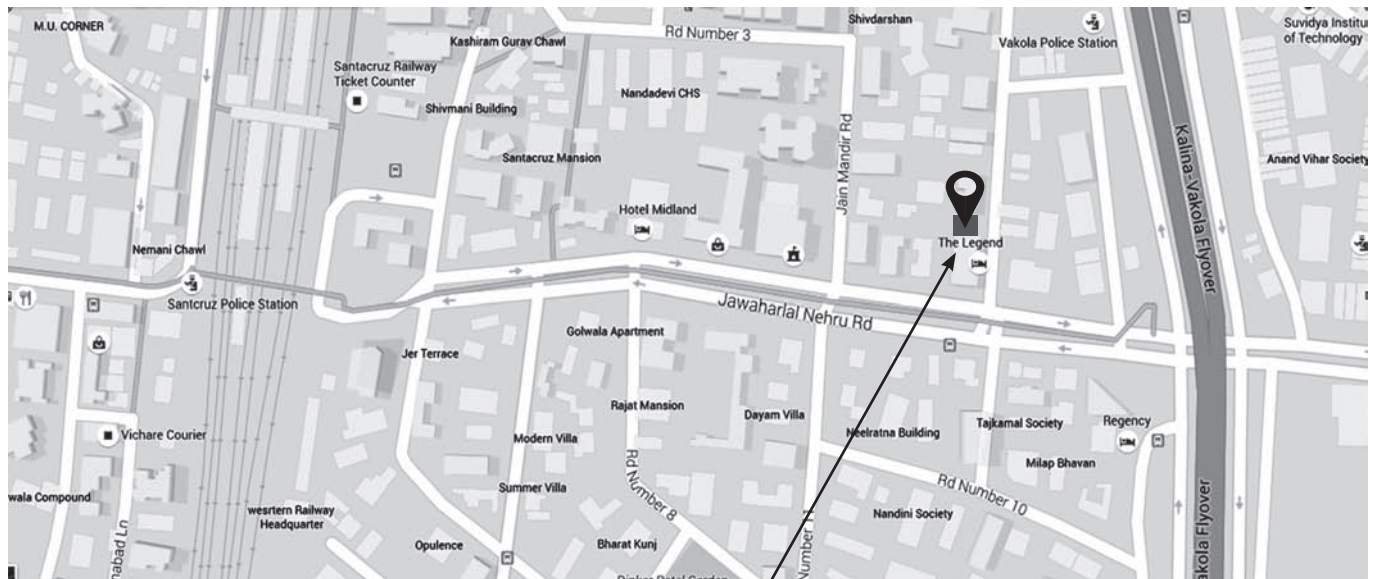 M.U. CORNER
Rd Number 3
Shivdarshan
Suvidya Institu
of Technology
Kashiram Gurav Chawl
Vakola Police Station
Santacruz Railway
Ticket Counter
Nandadevi CHS
Shivmani Building
Santacruz Mansion
Jain Mandir Rd
Kalina-Vakola Flyover
Anand Vihar Society
Hotel Midland
The Legend
Nemani Chawl
Santcruz Police Station
Jawaharlal Nehru Rd
Golwala Apartment
Jer Terrace
Rajat Mansion
Dayam Villa
Neelratna Building
Tajkamal Society
Regency
Vichare Courier
Modern Villa
Milap Bhavan
Summer Villa
Rd Number 8
Rd Number 10
wala Compound
wesrtern Railway
Headquarter
Nandini Society
Opulence
Bharat Kunj
nabad Ln
Number
akola Flyover